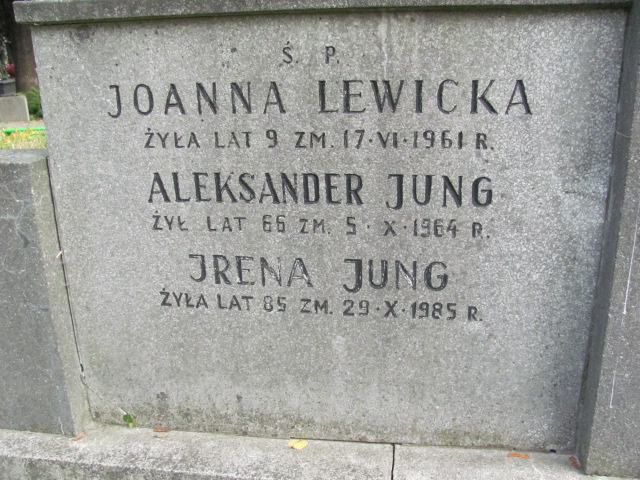 Ś. P.
JOANNA LEWICKA
ŻYŁA LAT 9 ZM. 17·VI·1961 R.
ALEKSANDER JUNG
ŻYŁ LAT 66 ZM. 5·X·1964 R.
IRENA JUNG
ŻYŁA LAT 85 ZM. 29·X·1985 R.